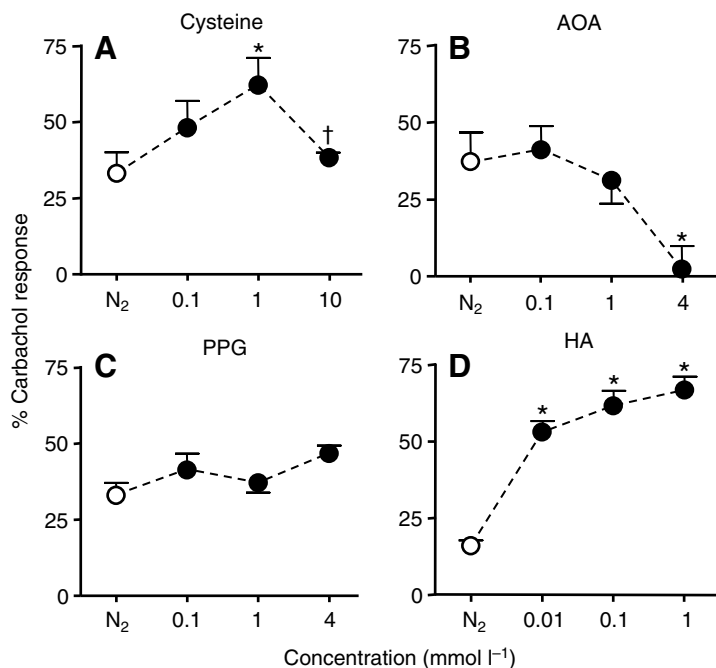 Cysteine
A
75
50
25
0
*
†
N₂ 0.1 1 10
AOA
B
75
50
25
0
*
N₂ 0.1 1 4
PPG
C
75
50
25
0
N₂ 0.1 1 4
HA
D
75
50
25
0
* * *
N₂ 0.01 0.1 1
% Carbachol response
Concentration (mmol l⁻¹)